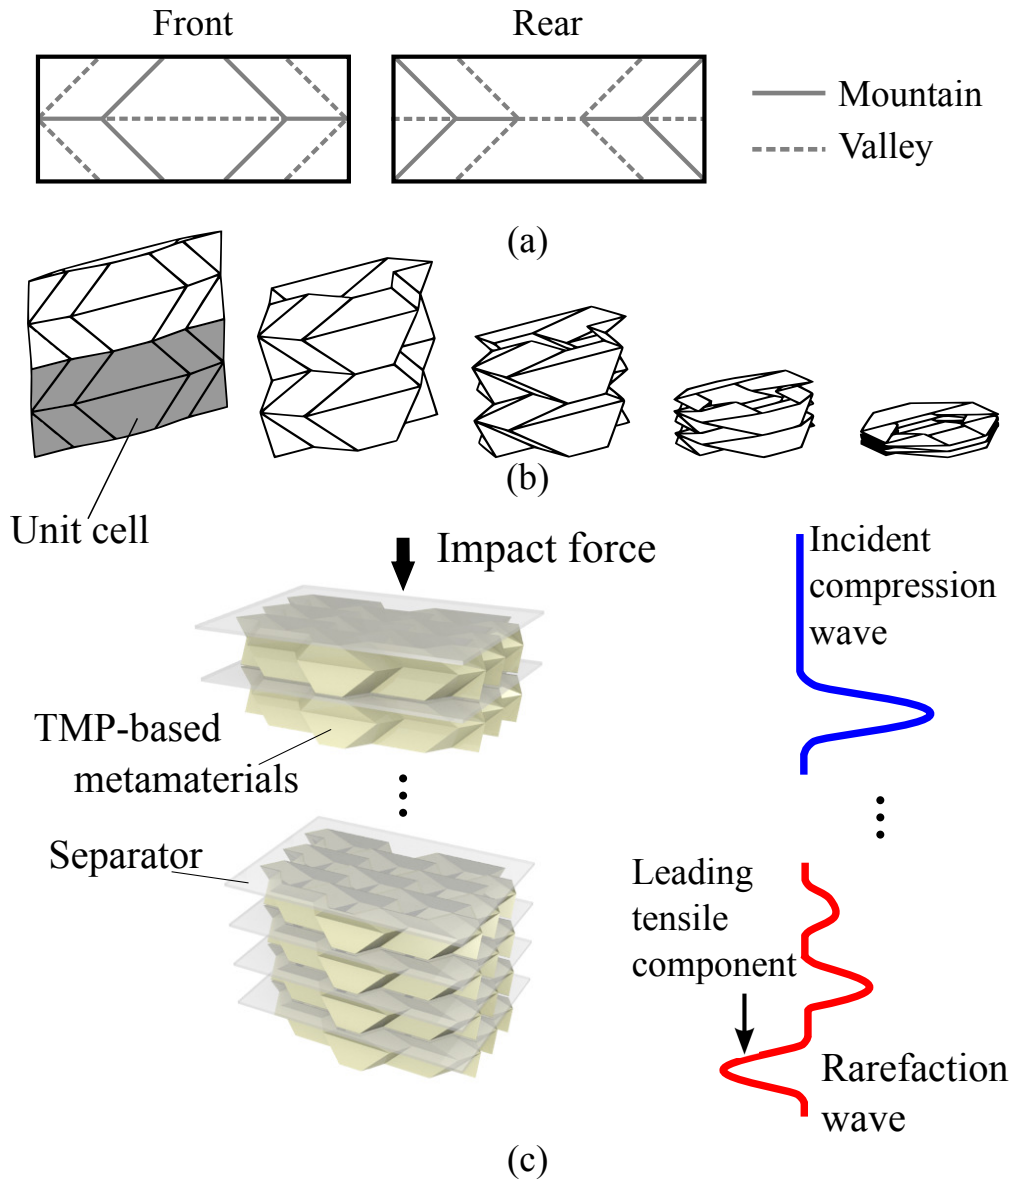 Front
Rear
Mountain
Valley
(a)
(b)
Unit cell
Impact force
Incident
compression
wave
TMP-based
metamaterials
Separator
Leading
tensile
component
Rarefaction
wave
(c)